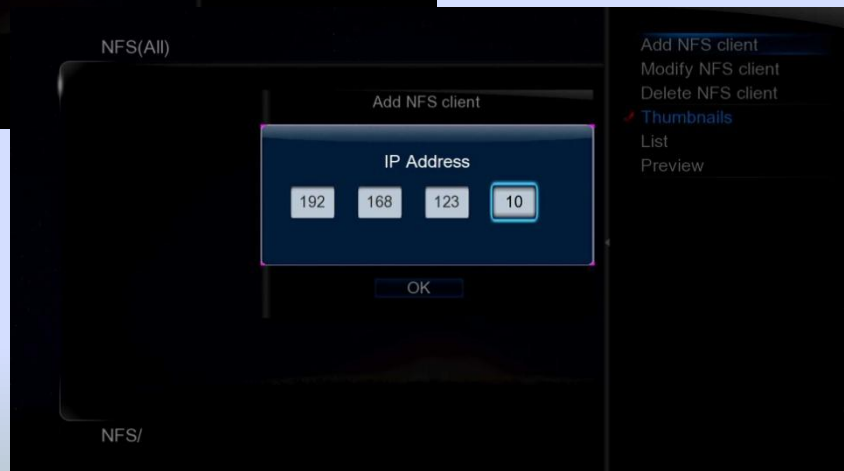 NFS(All)
Add NFS client
IP Address
192 168 123 10
OK
NFS/
Add NFS client
Modify NFS client
Delete NFS client
Thumbnails
List
Preview